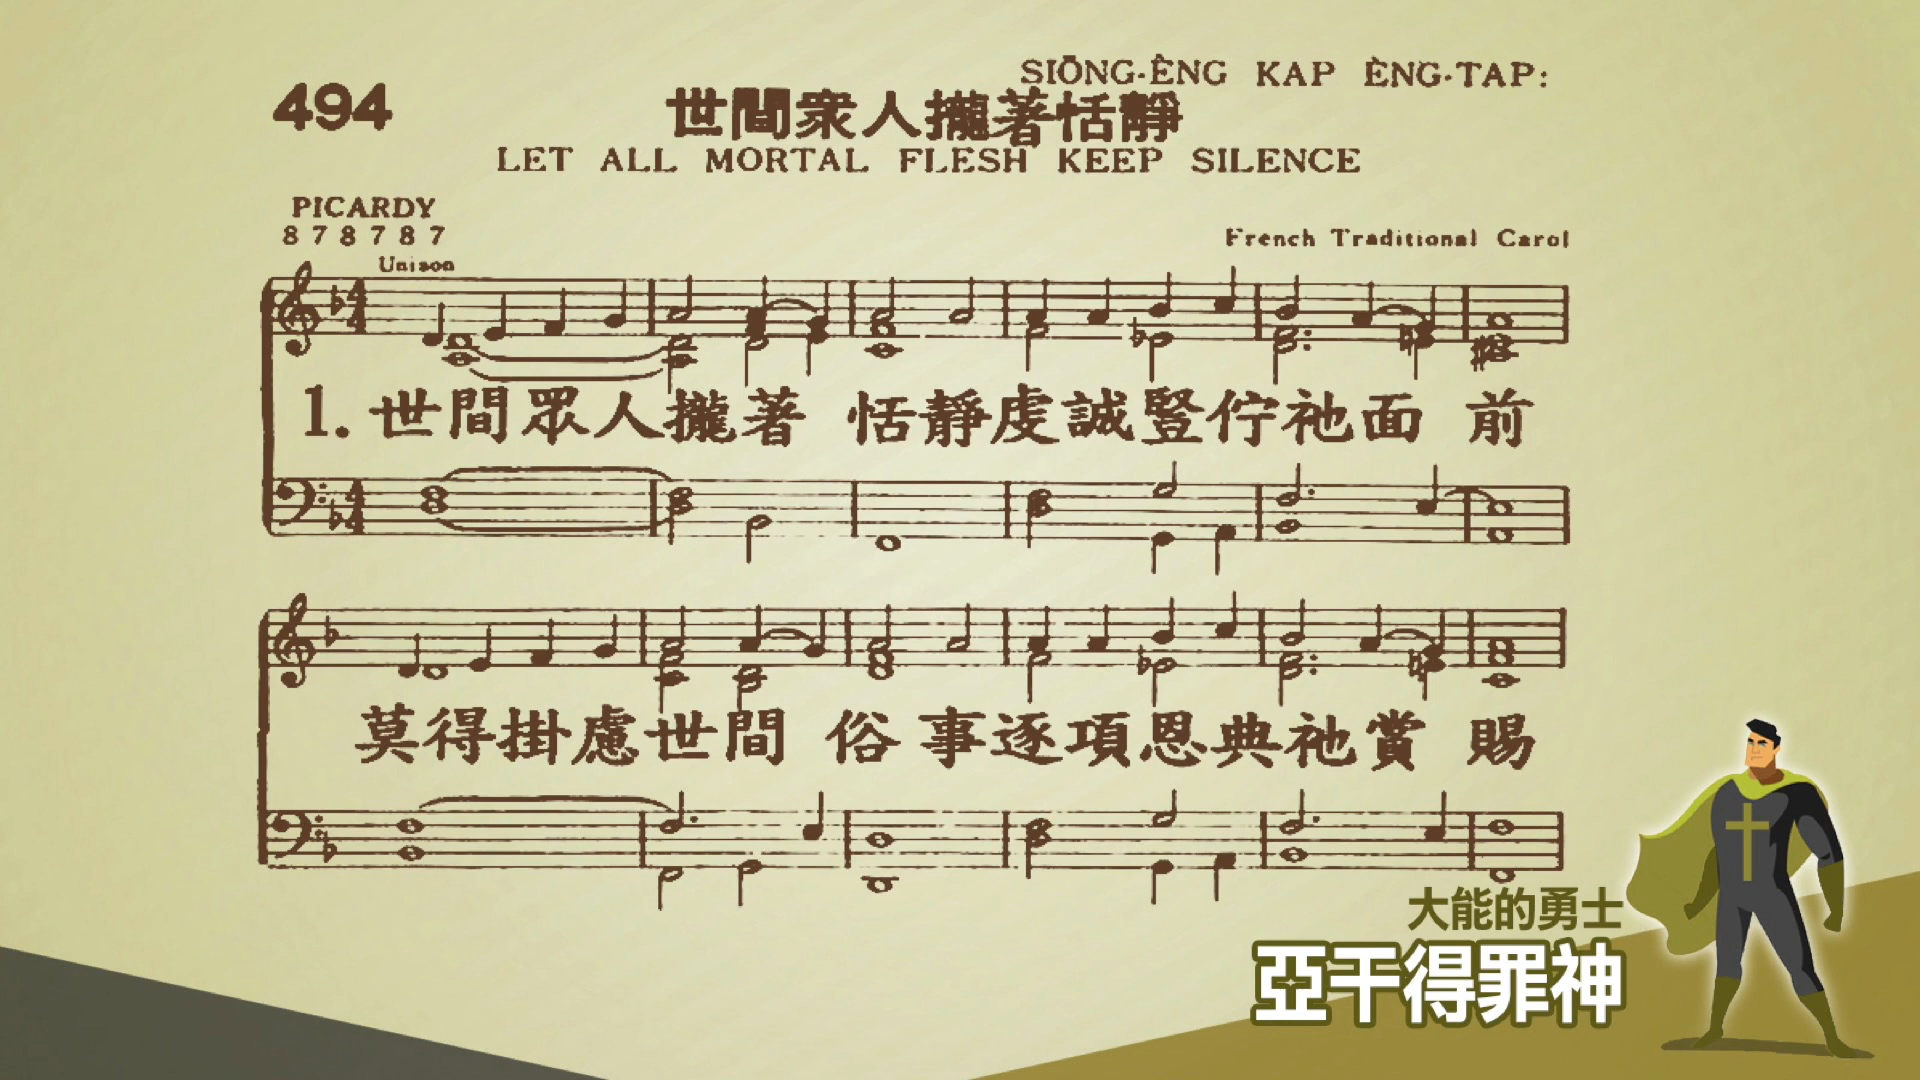 SIŌNG-ÈNG KAP ÈNG-TAP:
494
世間衆人攏著恬靜
LET ALL MORTAL FLESH KEEP SILENCE
PICARDY
8 7 8 7 8 7
French Traditional Carol
Unison
1. 世間眾人攏著 恬靜虔誠豎佇祂面 前
莫得掛慮世間 俗事逐項恩典祂賞 賜
大能的勇士
亞干得罪神